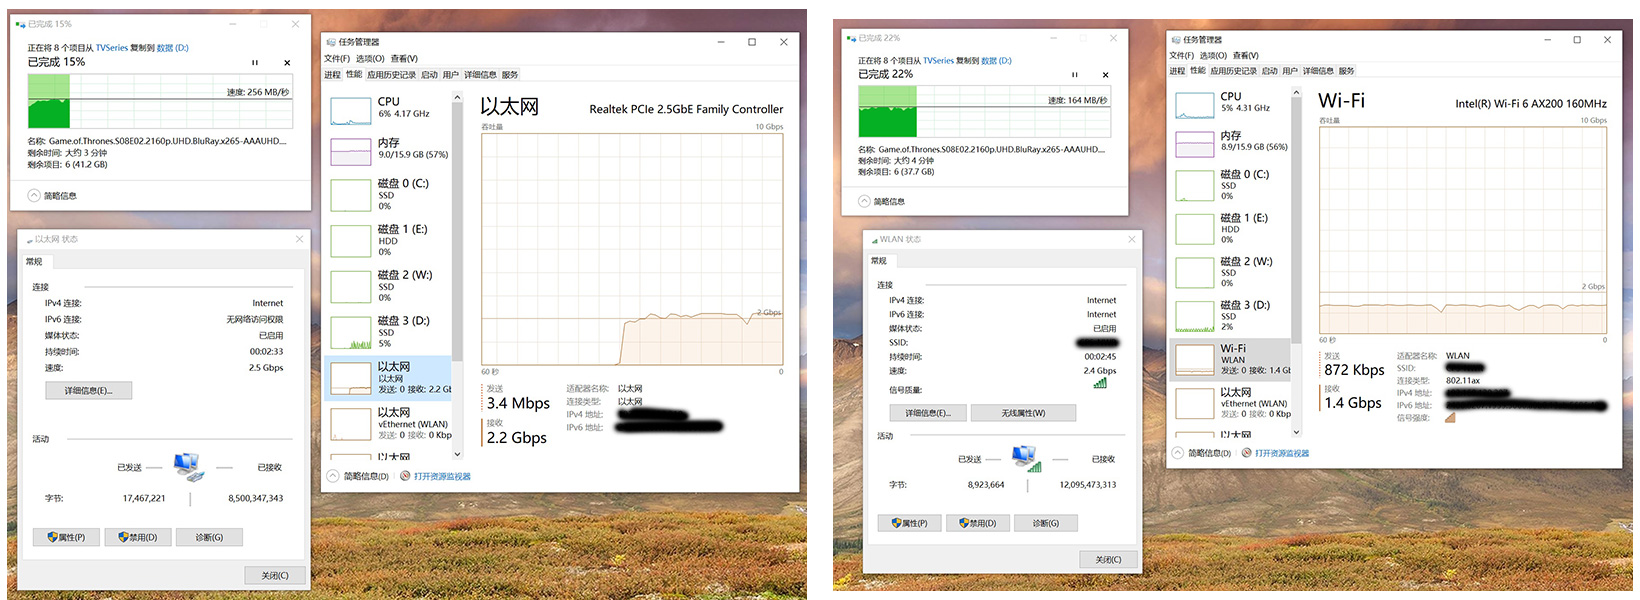 已完成 15%
正在将 8 个项目从 TVSeries 复制到 数据 (D:)
已完成 15%
速度: 256 MB/秒
名称: Game.of.Thrones.S08E02.2160p.UHD.BluRay.x265-AAAUHD....
剩余时间: 大约 3 分钟
剩余项目: 6 (41.2 GB)
简略信息
以太网 状态
常规
连接
IPv4 连接: Internet
IPv6 连接: 无网络访问权限
媒体状态: 已启用
持续时间: 00:02:33
速度: 2.5 Gbps
详细信息(E)...
活动
已发送 已接收
字节: 17,467,221 8,500,347,343
属性(P) 禁用(D) 诊断(G)
关闭(C)
任务管理器
文件(F) 选项(O) 查看(V)
进程 性能 应用历史记录 启动 用户 详细信息 服务
CPU
6% 4.17 GHz
内存
9.0/15.9 GB (57%)
磁盘 0 (C:)
SSD
0%
磁盘 1 (E:)
HDD
0%
磁盘 2 (W:)
SSD
0%
磁盘 3 (D:)
SSD
5%
以太网
以太网
发送: 0 接收: 2.2 Gb
以太网
vEthernet (WLAN)
发送: 0 接收: 0 Kbp
以太网
以太网 Realtek PCIe 2.5GbE Family Controller
吞吐量 10 Gbps
2 Gbps
60 秒 0
发送
3.4 Mbps
接收
2.2 Gbps
适配器名称: 以太网
连接类型: 以太网
IPv4 地址:
IPv6 地址:
简略信息(D) 打开资源监视器
已完成 22%
正在将 8 个项目从 TVSeries 复制到 数据 (D:)
已完成 22%
速度: 164 MB/秒
名称: Game.of.Thrones.S08E02.2160p.UHD.BluRay.x265-AAAUHD....
剩余时间: 大约 4 分钟
剩余项目: 6 (37.7 GB)
简略信息
WLAN 状态
常规
连接
IPv4 连接: Internet
IPv6 连接: Internet
媒体状态: 已启用
SSID:
持续时间: 00:02:45
速度: 2.4 Gbps
信号质量:
详细信息(E)... 无线属性(W)
活动
已发送 已接收
字节: 8,923,664 12,095,473,313
属性(P) 禁用(D) 诊断(G)
关闭(C)
任务管理器
文件(F) 选项(O) 查看(V)
进程 性能 应用历史记录 启动 用户 详细信息 服务
CPU
5% 4.31 GHz
内存
8.9/15.9 GB (56%)
磁盘 0 (C:)
SSD
0%
磁盘 1 (E:)
HDD
0%
磁盘 2 (W:)
SSD
0%
磁盘 3 (D:)
SSD
2%
Wi-Fi
WLAN
发送: 0 接收: 1.4 Gb
以太网
vEthernet (WLAN)
发送: 0 接收: 0 Kbp
以太网
Wi-Fi Intel(R) Wi-Fi 6 AX200 160MHz
吞吐量 10 Gbps
2 Gbps
60 秒 0
发送
872 Kbps
接收
1.4 Gbps
适配器名称: WLAN
SSID:
连接类型: 802.11ax
IPv4 地址:
IPv6 地址:
信号强度:
简略信息(D) 打开资源监视器